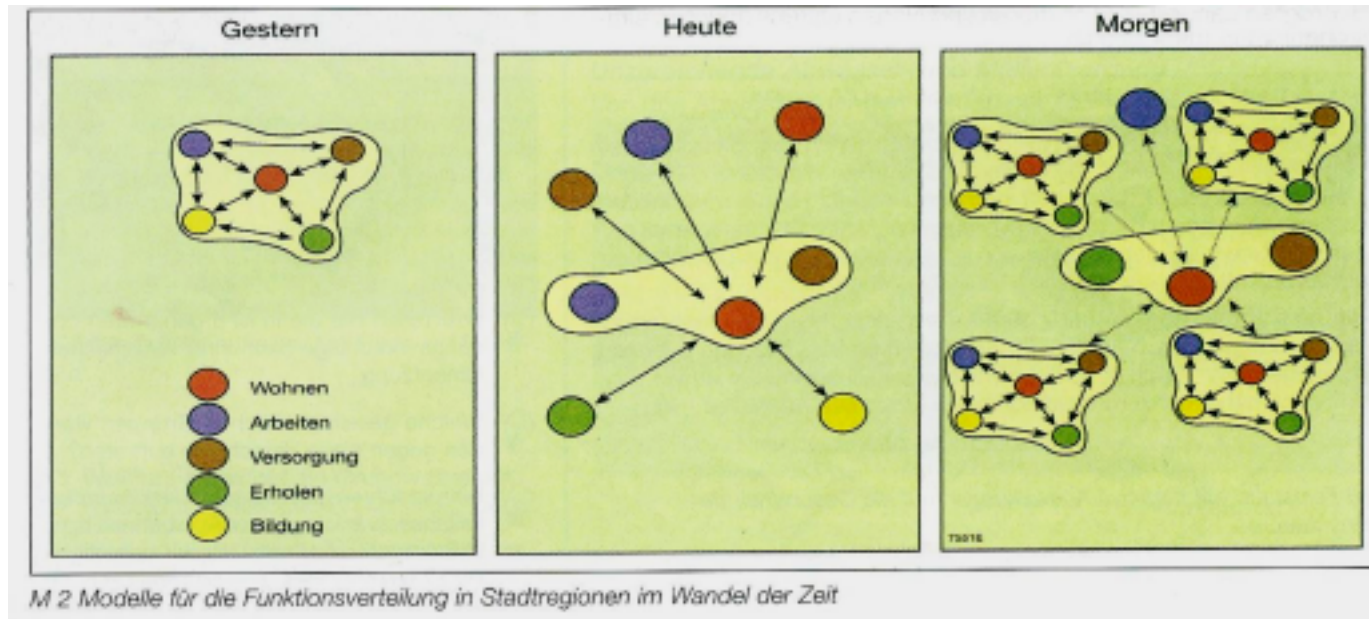 Gestern
Heute
Morgen
Wohnen
Arbeiten
Versorgung
Erholen
Bildung
M 2 Modelle für die Funktionsverteilung in Stadtregionen im Wandel der Zeit